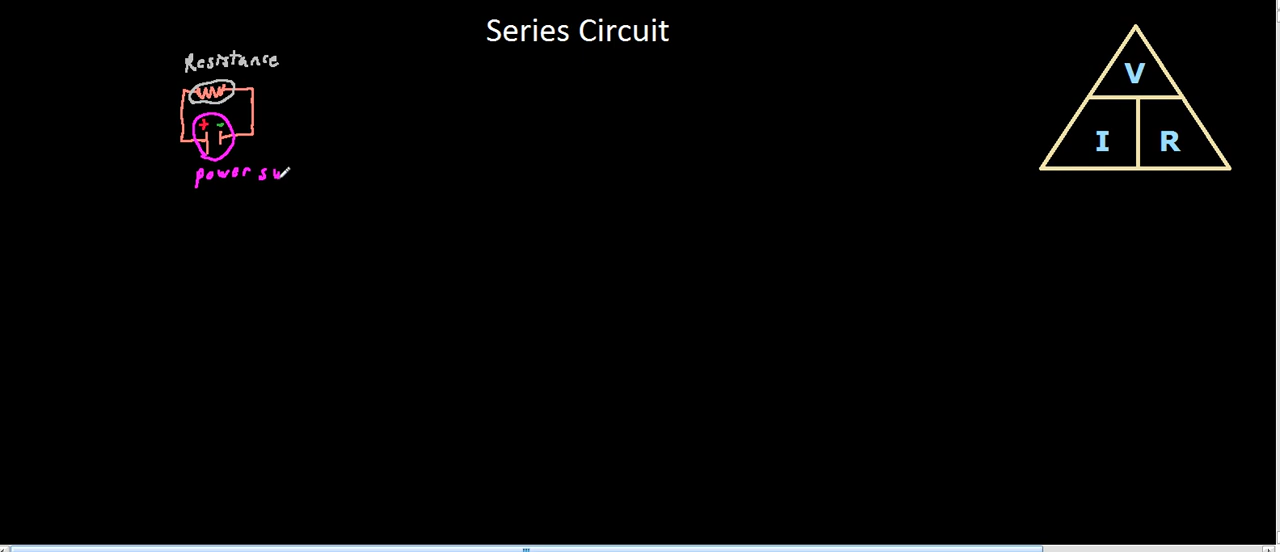 Series Circuit
Resistance
+ -
power su
V
I R